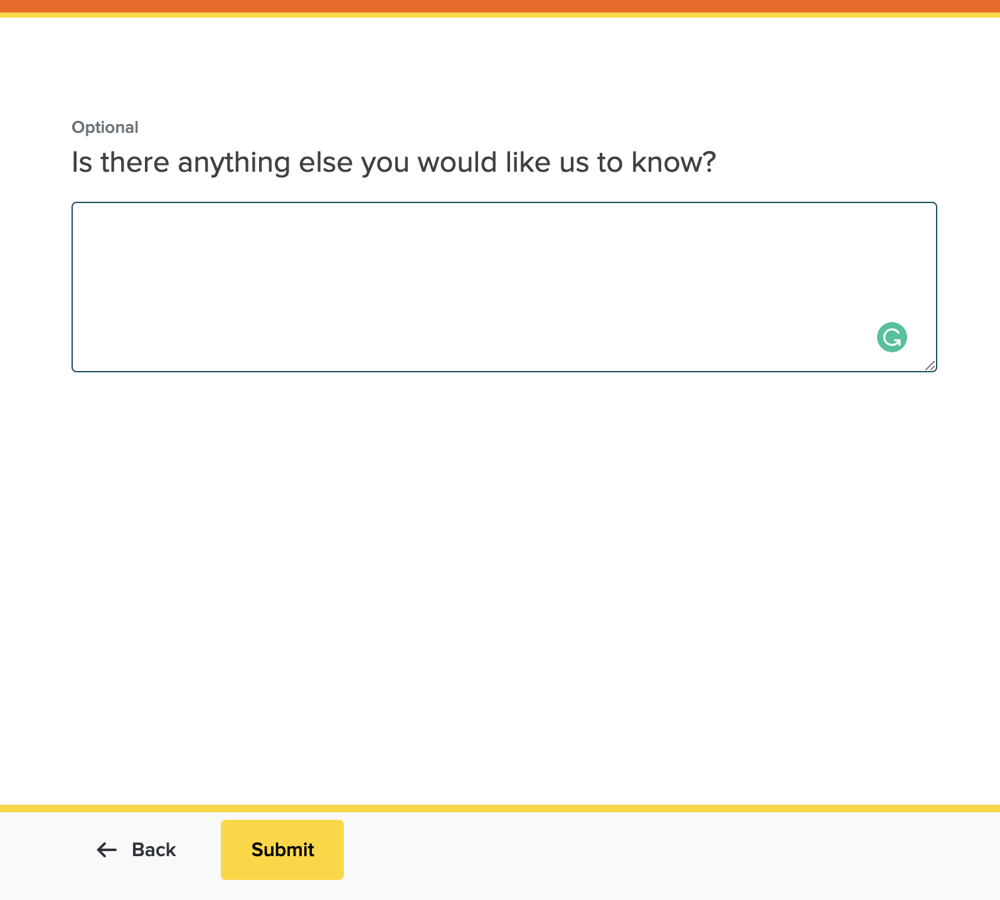 Optional
Is there anything else you would like us to know?
Back
Submit